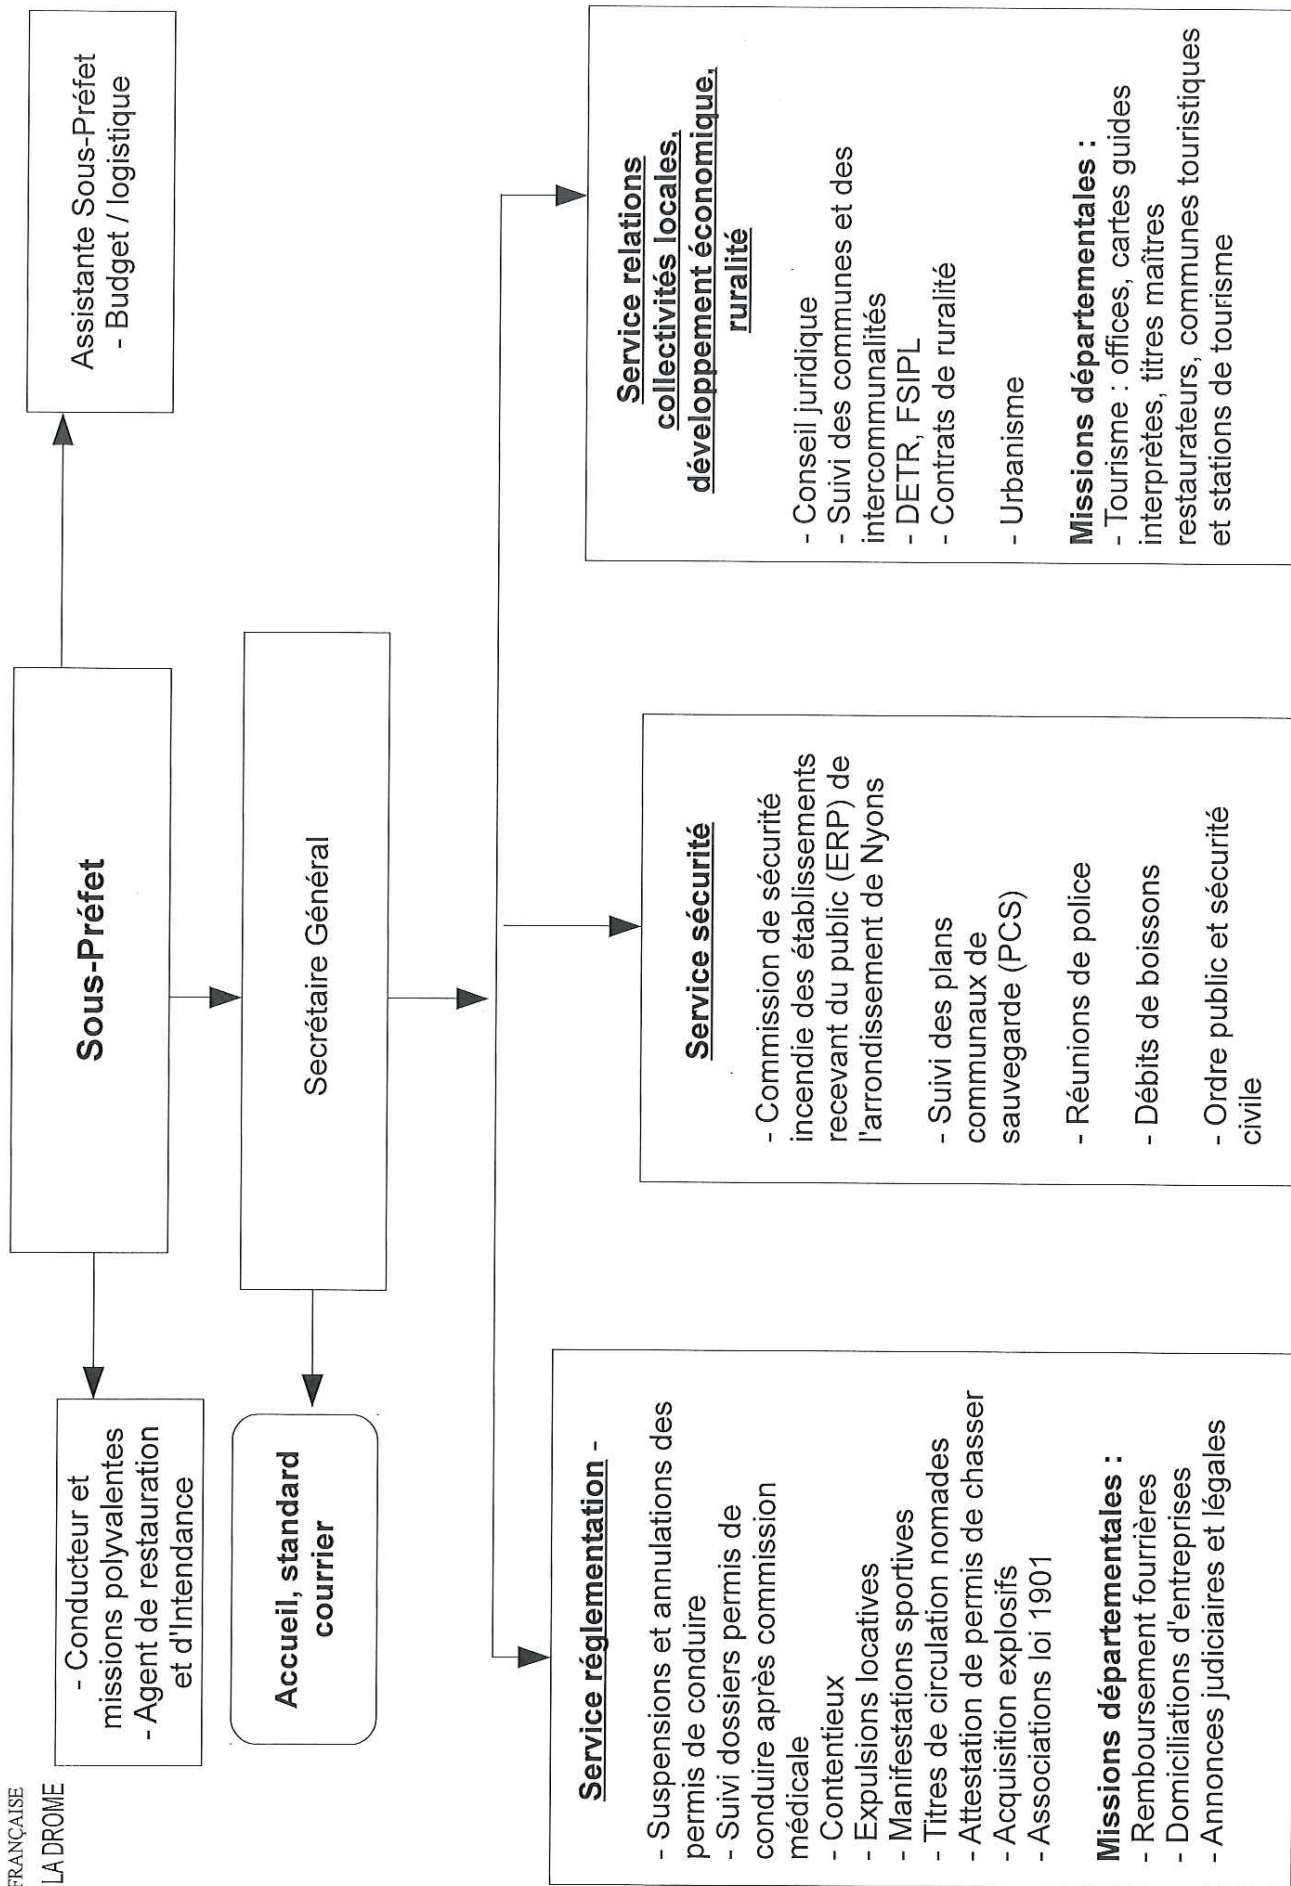 FRANÇAISE
LA DROME
- Conducteur et
missions polyvalentes
- Agent de restauration
et d'Intendance
Sous-Préfet
Assistante Sous-Préfet
- Budget / logistique
Accueil, standard
courrier
Secrétaire Général
Service réglementation -
- Suspensions et annulations des
permis de conduire
- Suivi dossiers permis de
conduire après commission
médicale
- Contentieux
- Expulsions locatives
- Manifestations sportives
- Titres de circulation nomades
- Attestation de permis de chasser
- Acquisition explosifs
- Associations loi 1901
Missions départementales :
- Remboursement fourrières
- Domiciliations d'entreprises
- Annonces judiciaires et légales
Service sécurité
- Commission de sécurité
incendie des établissements
recevant du public (ERP) de
l'arrondissement de Nyons
- Suivi des plans
communaux de
sauvegarde (PCS)
- Réunions de police
- Débits de boissons
- Ordre public et sécurité
civile
Service relations
collectivités locales,
développement économique,
ruralité
- Conseil juridique
- Suivi des communes et des
intercommunalités
- DETR, FSIPL
- Contrats de ruralité
- Urbanisme
Missions départementales :
- Tourisme : offices, cartes guides
interprètes, titres maîtres
restaurateurs, communes touristiques
et stations de tourisme